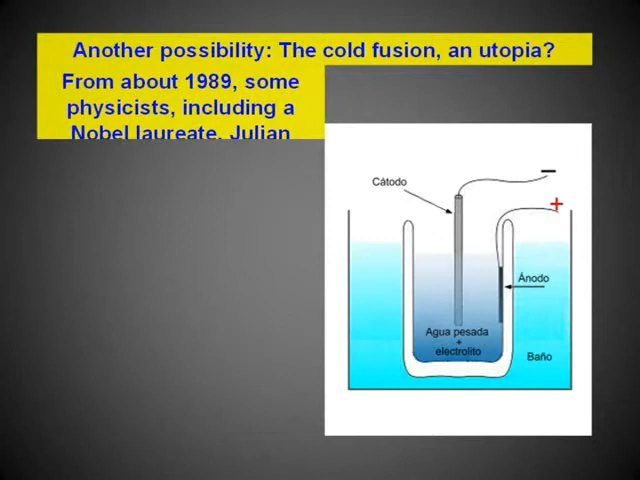 Another possibility: The cold fusion, an utopia?
From about 1989, some
physicists, including a
Nobel laureate, Julian
Cátodo
−
+
Ánodo
Agua pesada
+
electrolito
Baño